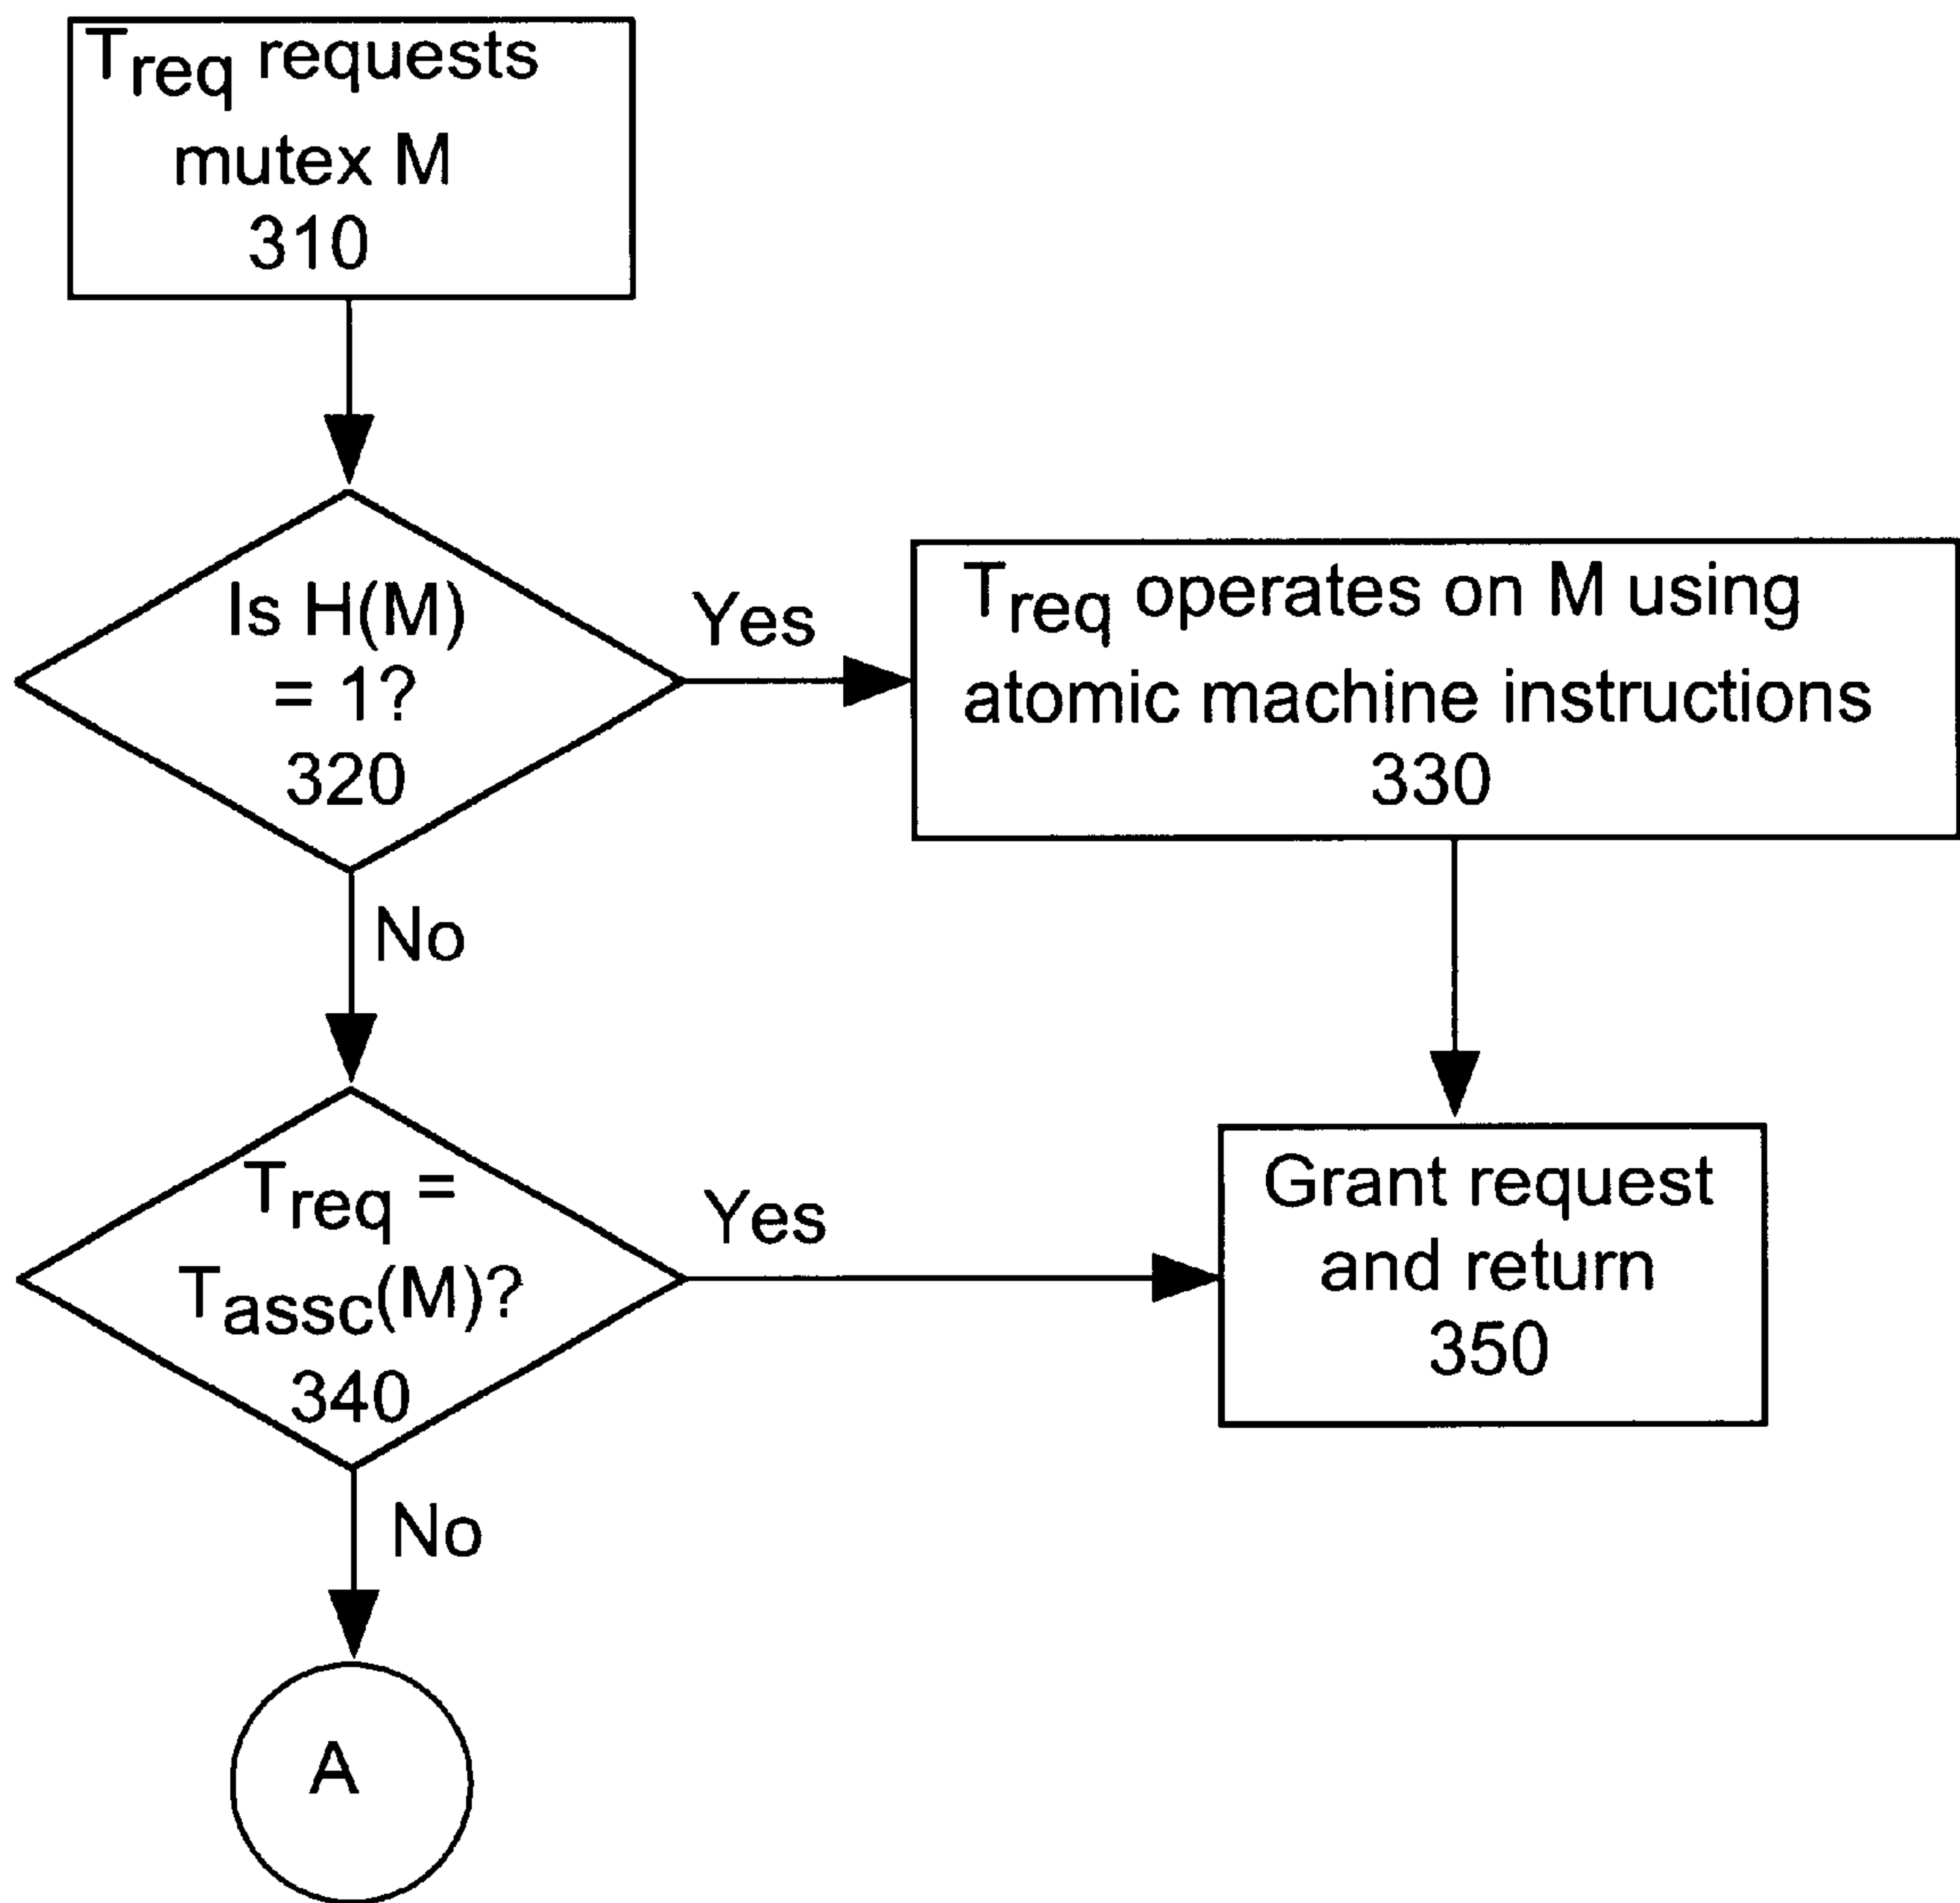 Treq requests
mutex M
310
Is H(M)
= 1?
320
Yes
Treq operates on M using
atomic machine instructions
330
No
Treq =
Tassc(M)?
340
Yes
Grant request
and return
350
No
A